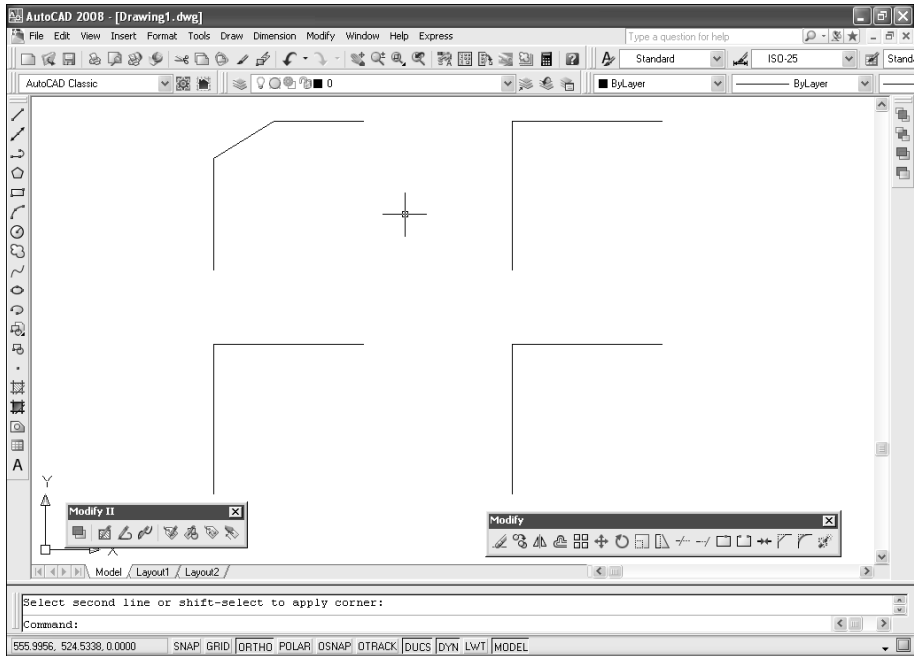 AutoCAD 2008 - [Drawing1.dwg]
File Edit View Insert Format Tools Draw Dimension Modify Window Help Express
Type a question for help
Standard
ISO-25
Stand
AutoCAD Classic
0
ByLayer
ByLayer
A
Y
X
Modify II
Modify
Model / Layout1 / Layout2 /
Select second line or shift-select to apply corner:
Command:
555.9956, 524.5338, 0.0000 SNAP GRID ORTHO POLAR OSNAP OTRACK DUCS DYN LWT MODEL